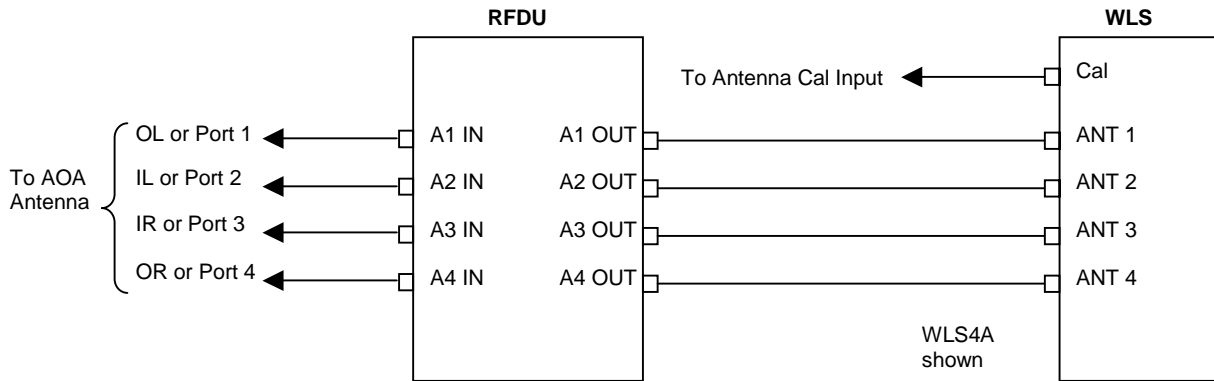 RFDU
WLS
To Antenna Cal Input
Cal
OL or Port 1
A1 IN
A1 OUT
ANT 1
To AOA
Antenna
IL or Port 2
A2 IN
A2 OUT
ANT 2
IR or Port 3
A3 IN
A3 OUT
ANT 3
OR or Port 4
A4 IN
A4 OUT
ANT 4
WLS4A
shown